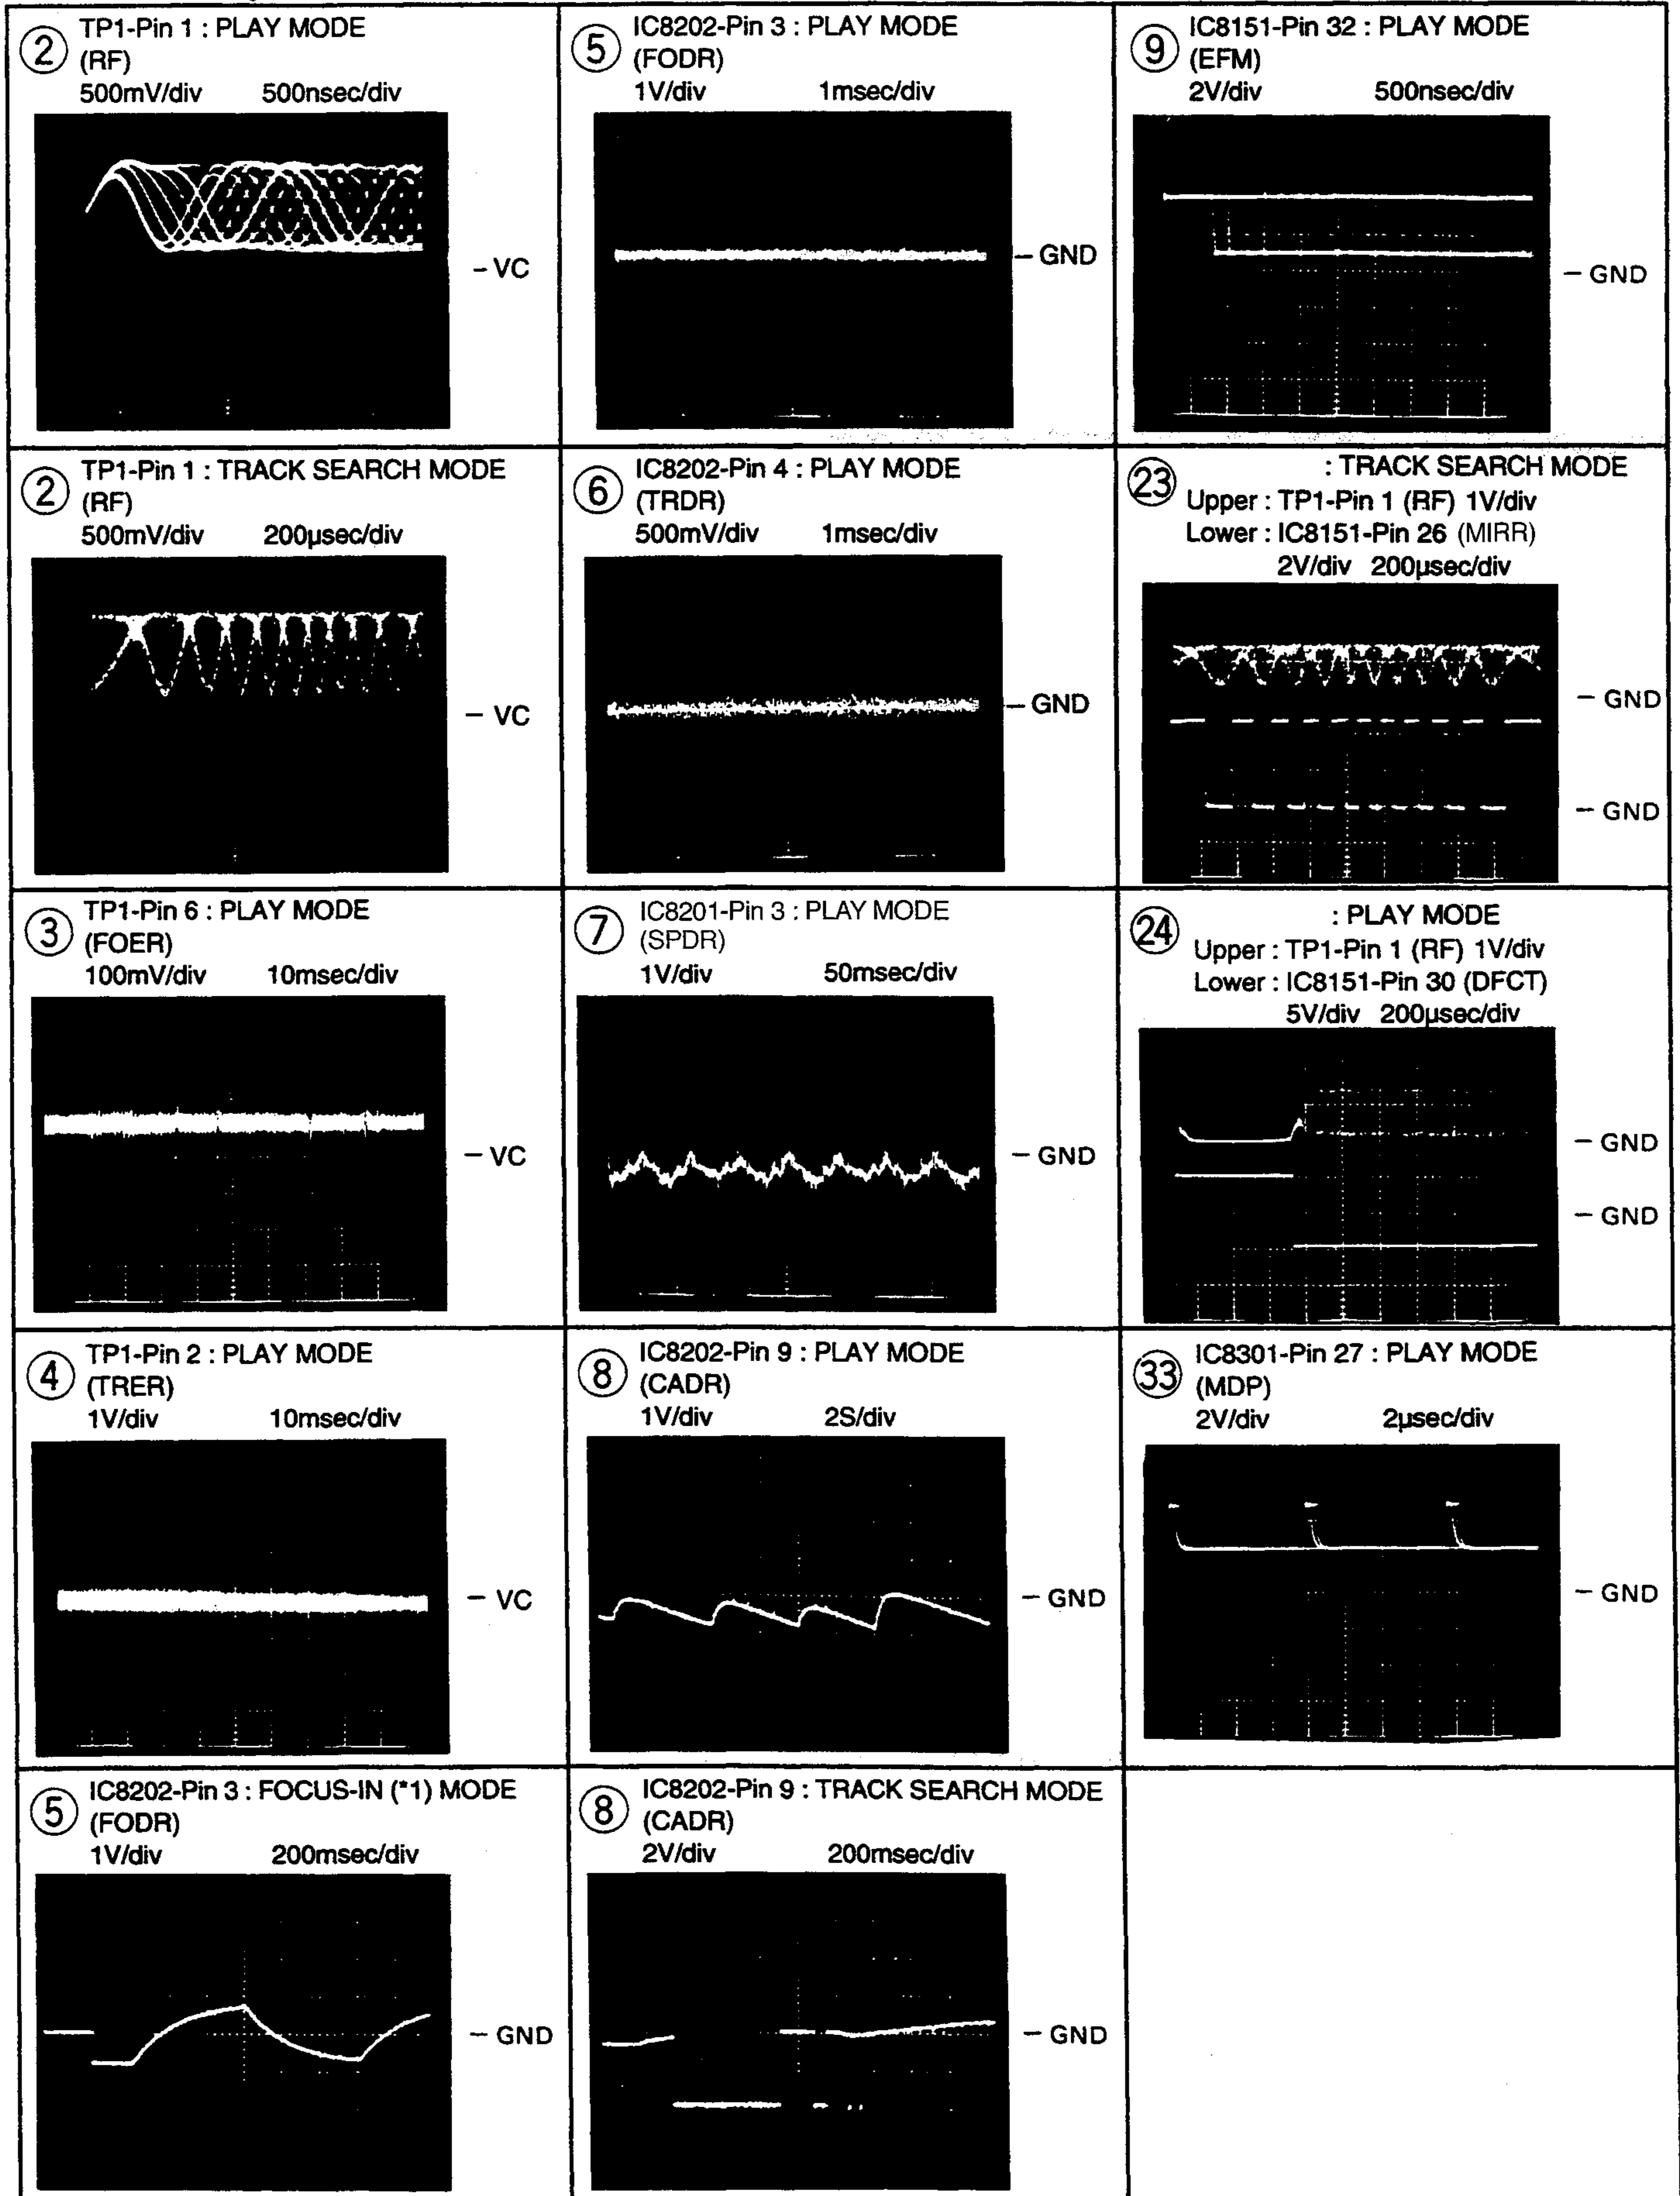 ② TP1-Pin 1 : PLAY MODE
(RF)
500mV/div 500nsec/div
– VC
② TP1-Pin 1 : TRACK SEARCH MODE
(RF)
500mV/div 200µsec/div
– VC
③ TP1-Pin 6 : PLAY MODE
(FOER)
100mV/div 10msec/div
– VC
④ TP1-Pin 2 : PLAY MODE
(TRER)
1V/div 10msec/div
– VC
⑤ IC8202-Pin 3 : FOCUS-IN (*1) MODE
(FODR)
1V/div 200msec/div
– GND
⑤ IC8202-Pin 3 : PLAY MODE
(FODR)
1V/div 1msec/div
– GND
⑥ IC8202-Pin 4 : PLAY MODE
(TRDR)
500mV/div 1msec/div
– GND
⑦ IC8201-Pin 3 : PLAY MODE
(SPDR)
1V/div 50msec/div
– GND
⑧ IC8202-Pin 9 : PLAY MODE
(CADR)
1V/div 2S/div
– GND
⑧ IC8202-Pin 9 : TRACK SEARCH MODE
(CADR)
2V/div 200msec/div
– GND
⑨ IC8151-Pin 32 : PLAY MODE
(EFM)
2V/div 500nsec/div
– GND
㉓ : TRACK SEARCH MODE
Upper : TP1-Pin 1 (RF) 1V/div
Lower : IC8151-Pin 26 (MIRR)
2V/div 200µsec/div
– GND
– GND
㉔ : PLAY MODE
Upper : TP1-Pin 1 (RF) 1V/div
Lower : IC8151-Pin 30 (DFCT)
5V/div 200µsec/div
– GND
– GND
㉝ IC8301-Pin 27 : PLAY MODE
(MDP)
2V/div 2µsec/div
– GND